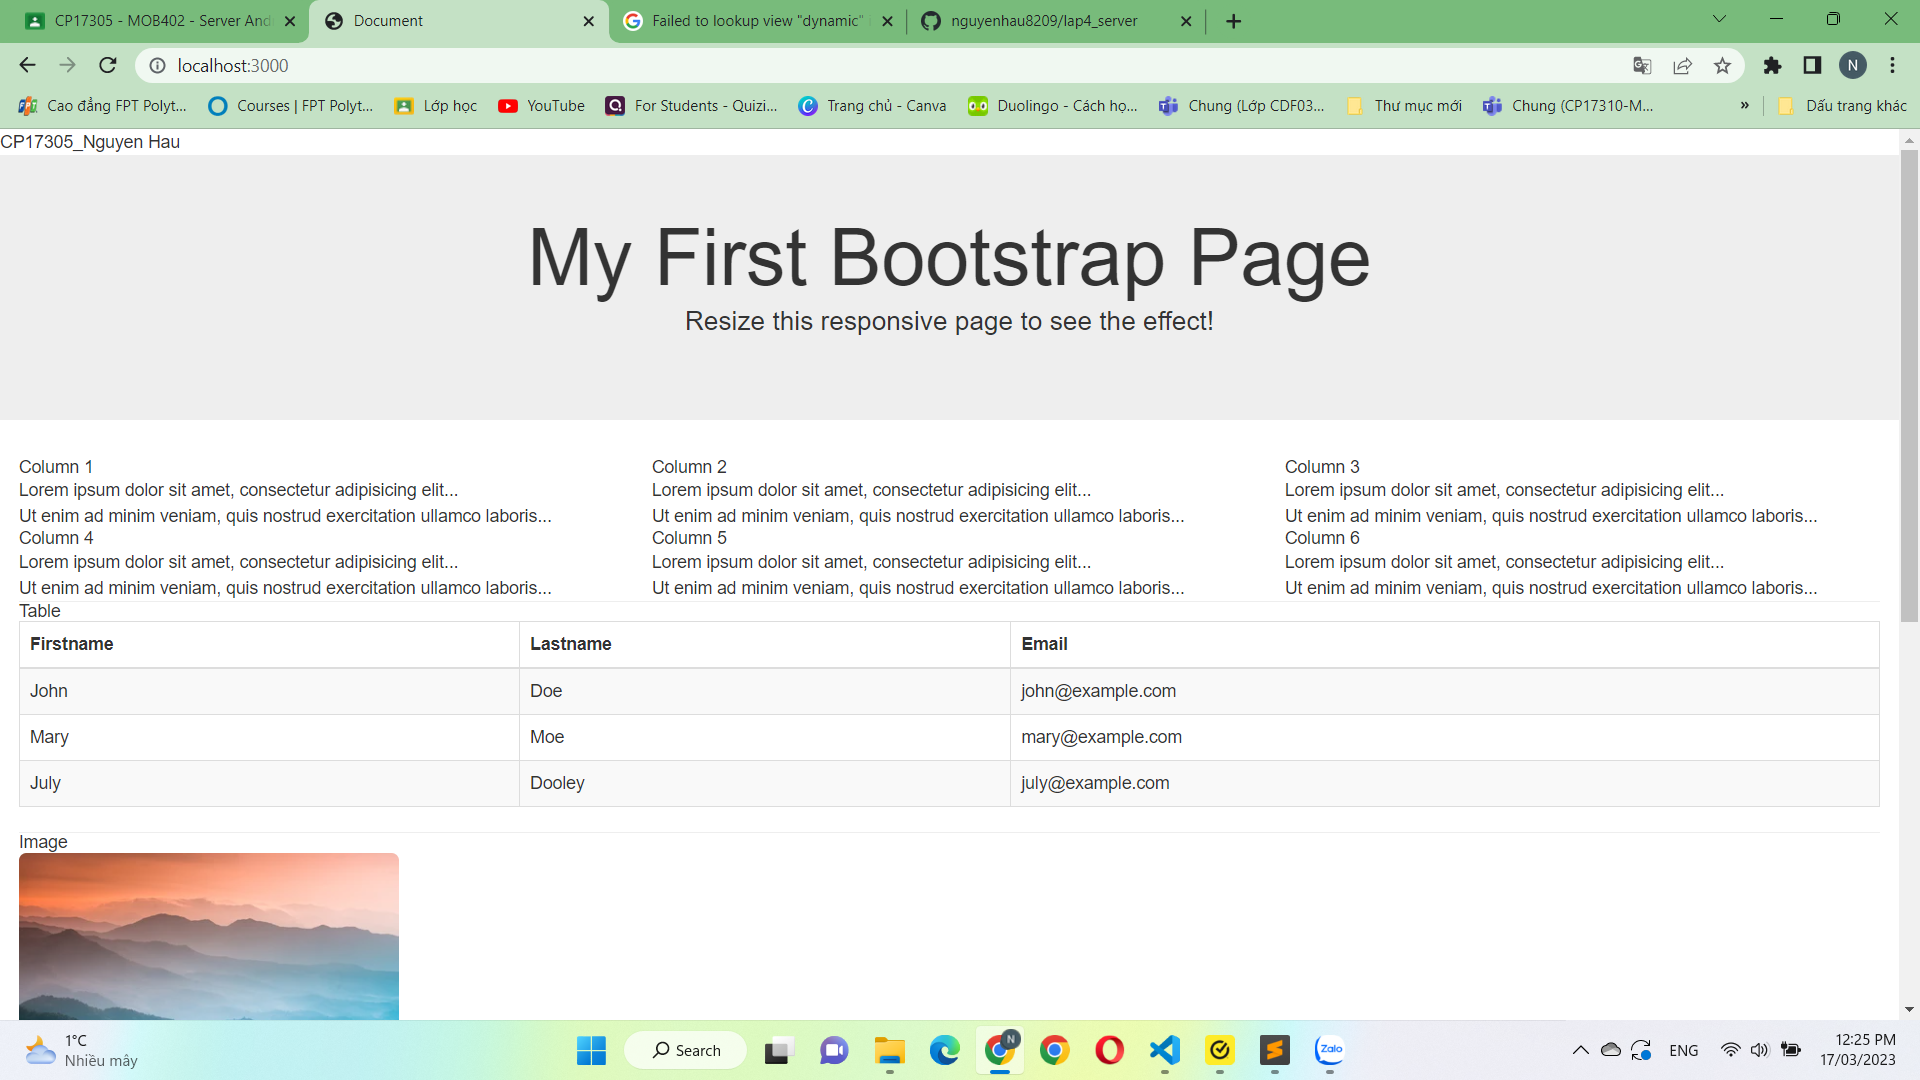 CP17305 - MOB402 - Server And
Document
Failed to lookup view "dynamic"
nguyenhau8209/lap4_server
localhost:3000
N
Cao đẳng FPT Polyt...
Courses | FPT Polyt...
Lớp học
YouTube
For Students - Quizi...
Trang chủ - Canva
Duolingo - Cách họ...
Chung (Lớp CDF03...
Thư mục mới
Chung (CP17310-M...
»
Dấu trang khác
CP17305_Nguyen Hau
My First Bootstrap Page
Resize this responsive page to see the effect!
Column 1
Lorem ipsum dolor sit amet, consectetur adipisicing elit...
Ut enim ad minim veniam, quis nostrud exercitation ullamco laboris...
Column 2
Lorem ipsum dolor sit amet, consectetur adipisicing elit...
Ut enim ad minim veniam, quis nostrud exercitation ullamco laboris...
Column 3
Lorem ipsum dolor sit amet, consectetur adipisicing elit...
Ut enim ad minim veniam, quis nostrud exercitation ullamco laboris...
Column 4
Lorem ipsum dolor sit amet, consectetur adipisicing elit...
Ut enim ad minim veniam, quis nostrud exercitation ullamco laboris...
Column 5
Lorem ipsum dolor sit amet, consectetur adipisicing elit...
Ut enim ad minim veniam, quis nostrud exercitation ullamco laboris...
Column 6
Lorem ipsum dolor sit amet, consectetur adipisicing elit...
Ut enim ad minim veniam, quis nostrud exercitation ullamco laboris...
Table
Firstname Lastname Email
John Doe john@example.com
Mary Moe mary@example.com
July Dooley july@example.com
Image
1°C
Nhiều mây
Search
N
Zalo
ENG
12:25 PM
17/03/2023